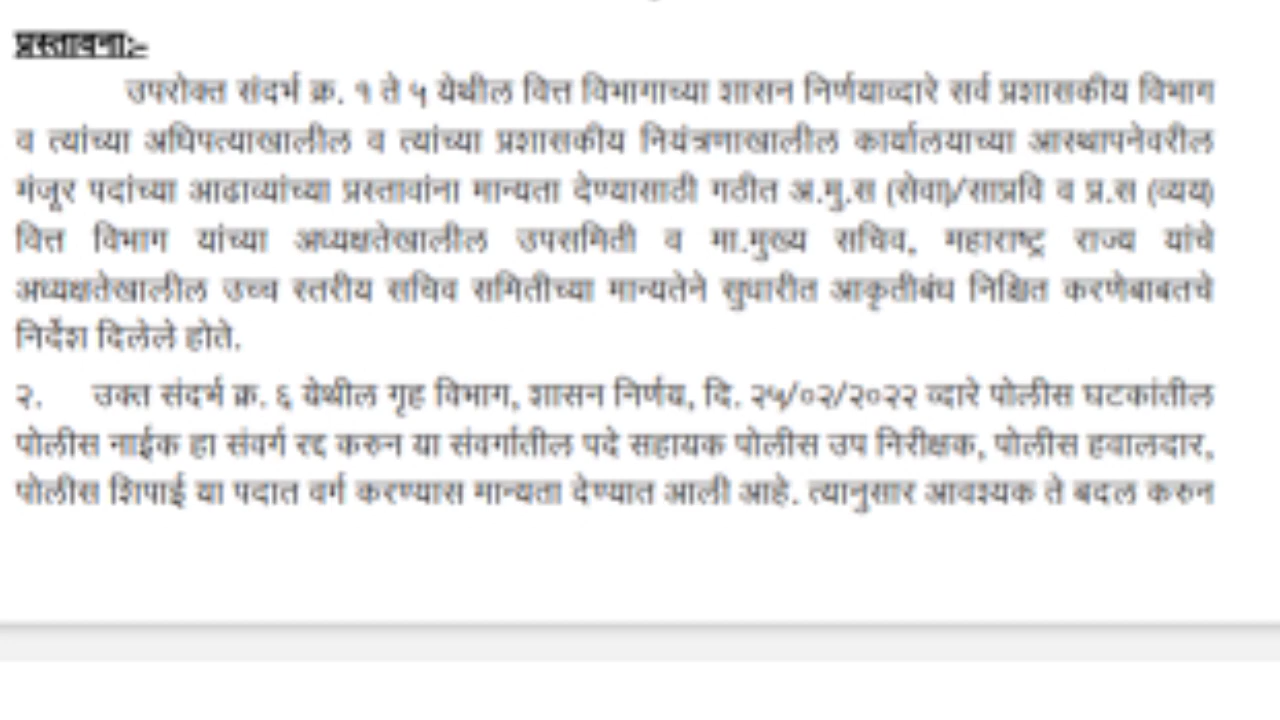 प्रस्तावना:-
उपरोक्त संदर्भ क्र. १ ते ५ येथील वित्त विभागाच्या शासन निर्णयाव्दारे सर्व प्रशासकीय विभाग
व त्यांच्या अधिपत्याखालील व त्यांच्या प्रशासकीय नियंत्रणाखालील कार्यालयाच्या आस्थापनेवरील
मंजूर पदांच्या आढाव्यांच्या प्रस्तावांना मान्यता देण्यासाठी गठीत अ.मु.स (सेवा)/साप्रवि व प्र.स (व्यय)
वित्त विभाग यांच्या अध्यक्षतेखालील उपसमिती व मा.मुख्य सचिव, महाराष्ट्र राज्य यांचे
अध्यक्षतेखालील उच्च स्तरीय सचिव समितीच्या मान्यतेने सुधारीत आकृतीबंध निश्चित करणेबाबतचे
निर्देश दिलेले होते.
२. उक्त संदर्भ क्र. ६ येथील गृह विभाग, शासन निर्णय, दि. २५/०२/२०२२ व्दारे पोलीस घटकांतील
पोलीस नाईक हा संवर्ग रद्द करुन या संवर्गातील पदे सहायक पोलीस उप निरीक्षक, पोलीस हवालदार,
पोलीस शिपाई या पदात वर्ग करण्यास मान्यता देण्यात आली आहे. त्यानुसार आवश्यक ते बदल करुन